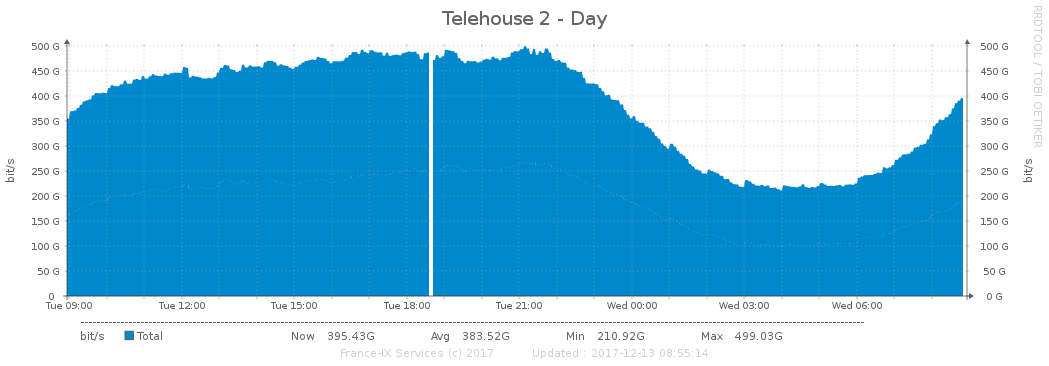 Telehouse 2 - Day
RRDTOOL / TOBI OETIKER
bit/s
bit/s
500 G 500 G
450 G 450 G
400 G 400 G
350 G 350 G
300 G 300 G
250 G 250 G
200 G 200 G
150 G 150 G
100 G 100 G
50 G 50 G
0 0 G
Tue 09:00 Tue 12:00 Tue 15:00 Tue 18:00 Tue 21:00 Wed 00:00 Wed 03:00 Wed 06:00
bit/s Total Now 395.43G Avg 383.52G Min 210.92G Max 499.03G
France-IX Services (c) 2017 Updated : 2017-12-13 08:55:14